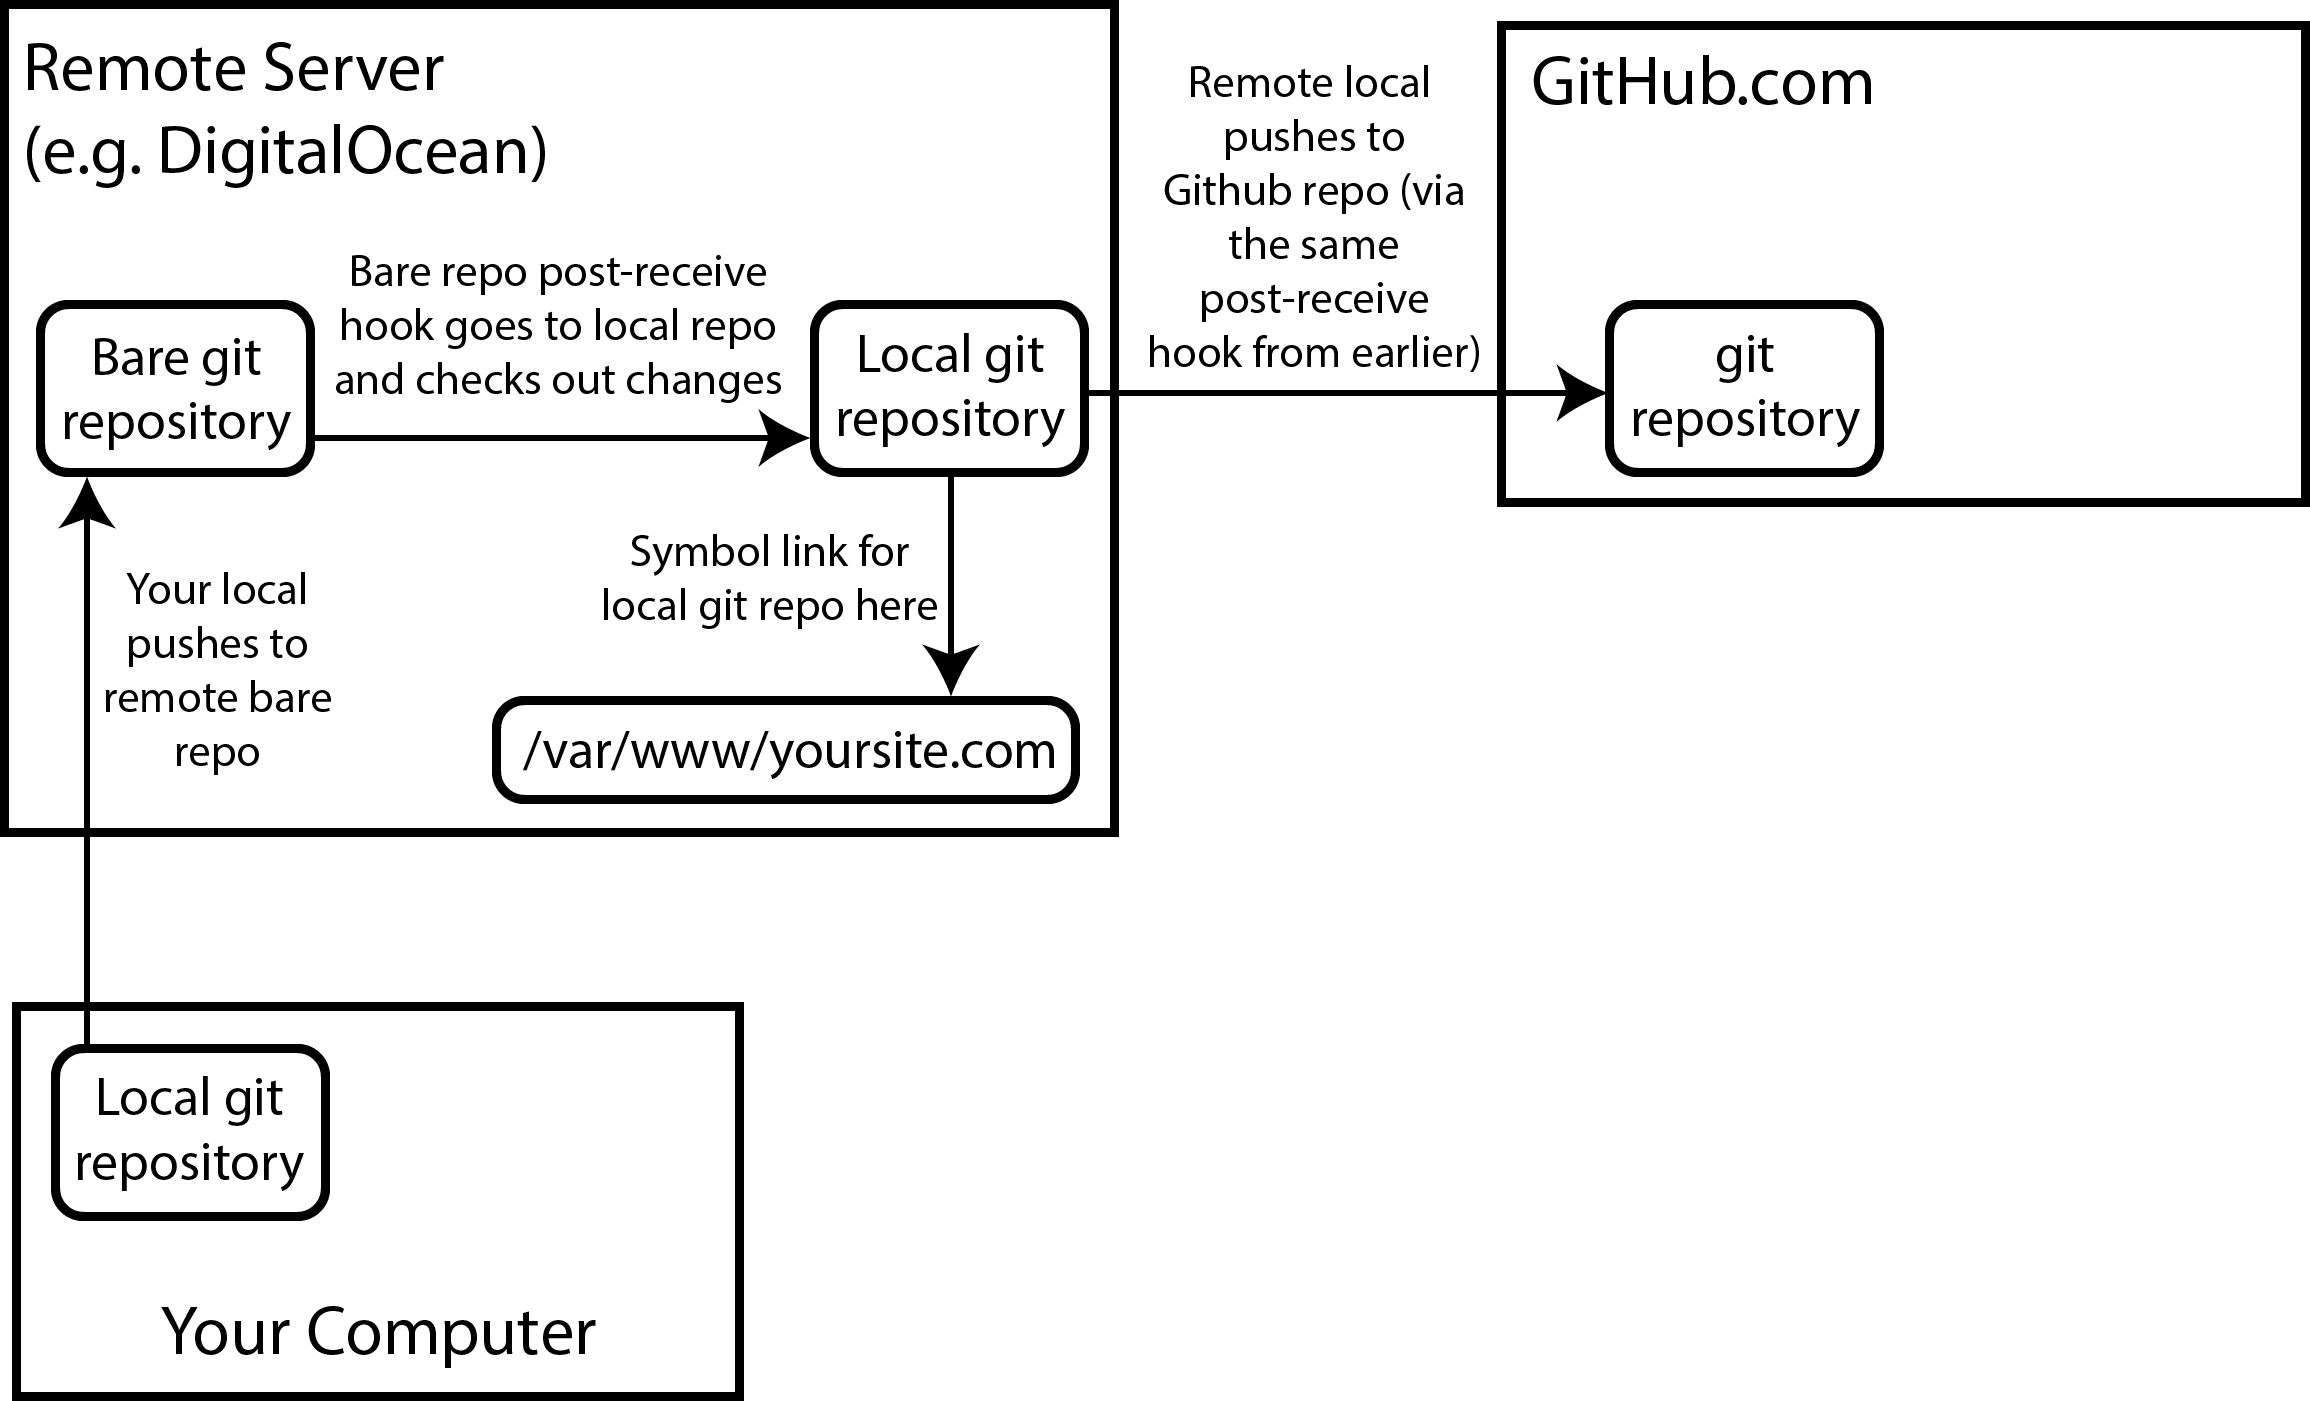 Remote Server
(e.g. DigitalOcean)
Bare git
repository
Bare repo post-receive
hook goes to local repo
and checks out changes
Local git
repository
Remote local
pushes to
Github repo (via
the same
post-receive
hook from earlier)
GitHub.com
git
repository
Symbol link for
local git repo here
/var/www/yoursite.com
Your local
pushes to
remote bare
repo
Local git
repository
Your Computer